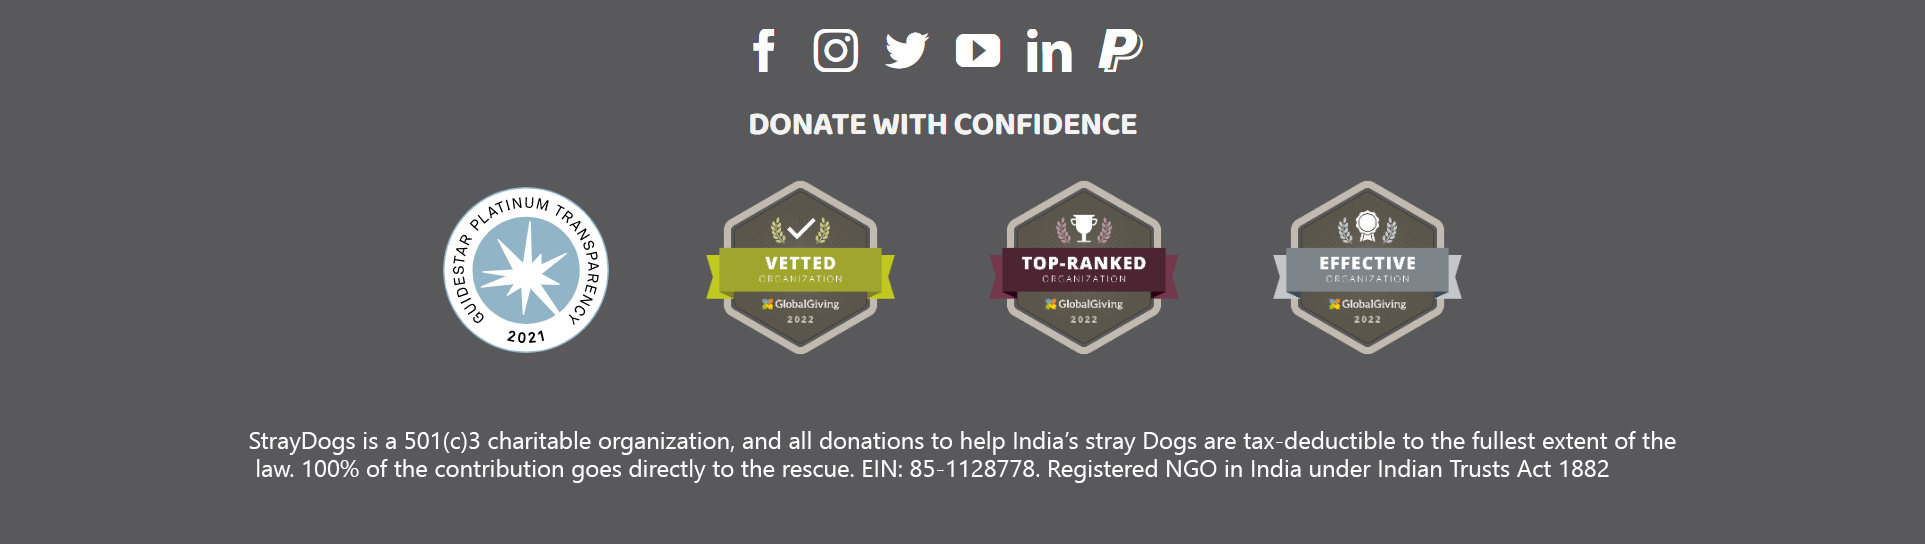 DONATE WITH CONFIDENCE
GUIDESTAR PLATINUM TRANSPARENCY
2021
VETTED
ORGANIZATION
GlobalGiving
2022
TOP-RANKED
ORGANIZATION
GlobalGiving
2022
EFFECTIVE
ORGANIZATION
GlobalGiving
2022
StrayDogs is a 501(c)3 charitable organization, and all donations to help India’s stray Dogs are tax-deductible to the fullest extent of the
law. 100% of the contribution goes directly to the rescue. EIN: 85-1128778. Registered NGO in India under Indian Trusts Act 1882